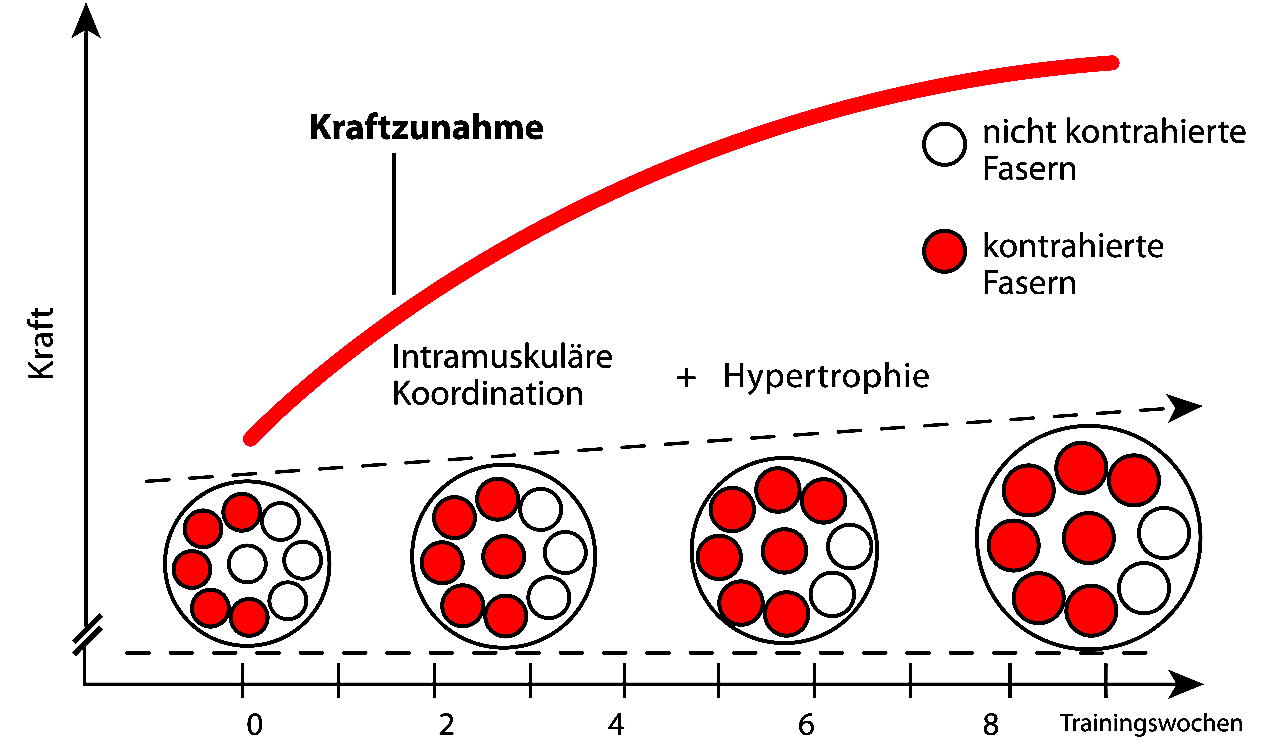 Kraftzunahme
nicht kontrahierte
Fasern
kontrahierte
Fasern
Kraft
Intramuskuläre
Koordination
+ Hypertrophie
0 2 4 6 8 Trainingswochen